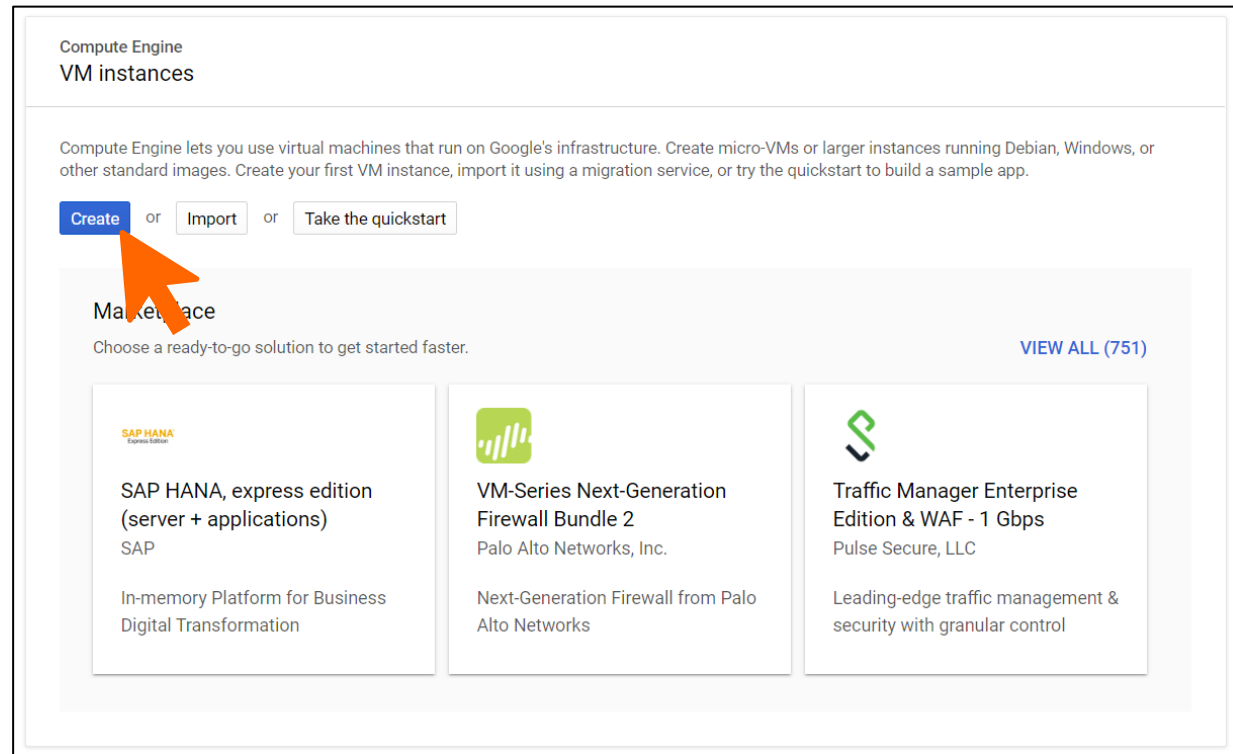 Compute Engine
VM instances
Compute Engine lets you use virtual machines that run on Google's infrastructure. Create micro-VMs or larger instances running Debian, Windows, or
other standard images. Create your first VM instance, import it using a migration service, or try the quickstart to build a sample app.
Create or Import or Take the quickstart
Marketplace
Choose a ready-to-go solution to get started faster.
VIEW ALL (751)
SAP HANA
Express Edition
SAP HANA, express edition
(server + applications)
SAP
In-memory Platform for Business
Digital Transformation
VM-Series Next-Generation
Firewall Bundle 2
Palo Alto Networks, Inc.
Next-Generation Firewall from Palo
Alto Networks
Traffic Manager Enterprise
Edition & WAF - 1 Gbps
Pulse Secure, LLC
Leading-edge traffic management &
security with granular control